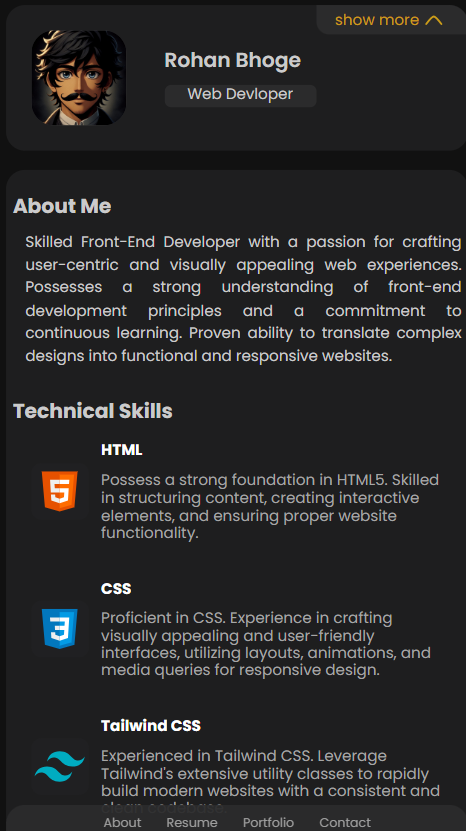 show more
Rohan Bhoge
Web Devloper
About Me
Skilled Front-End Developer with a passion for crafting
user-centric and visually appealing web experiences.
Possesses a strong understanding of front-end
development principles and a commitment to
continuous learning. Proven ability to translate complex
designs into functional and responsive websites.
Technical Skills
HTML
Possess a strong foundation in HTML5. Skilled
in structuring content, creating interactive
elements, and ensuring proper website
functionality.
CSS
Proficient in CSS. Experience in crafting
visually appealing and user-friendly
interfaces, utilizing layouts, animations, and
media queries for responsive design.
Tailwind CSS
Experienced in Tailwind CSS. Leverage
Tailwind's extensive utility classes to rapidly
build modern websites with a consistent and
clean codebase.
About Resume Portfolio Contact